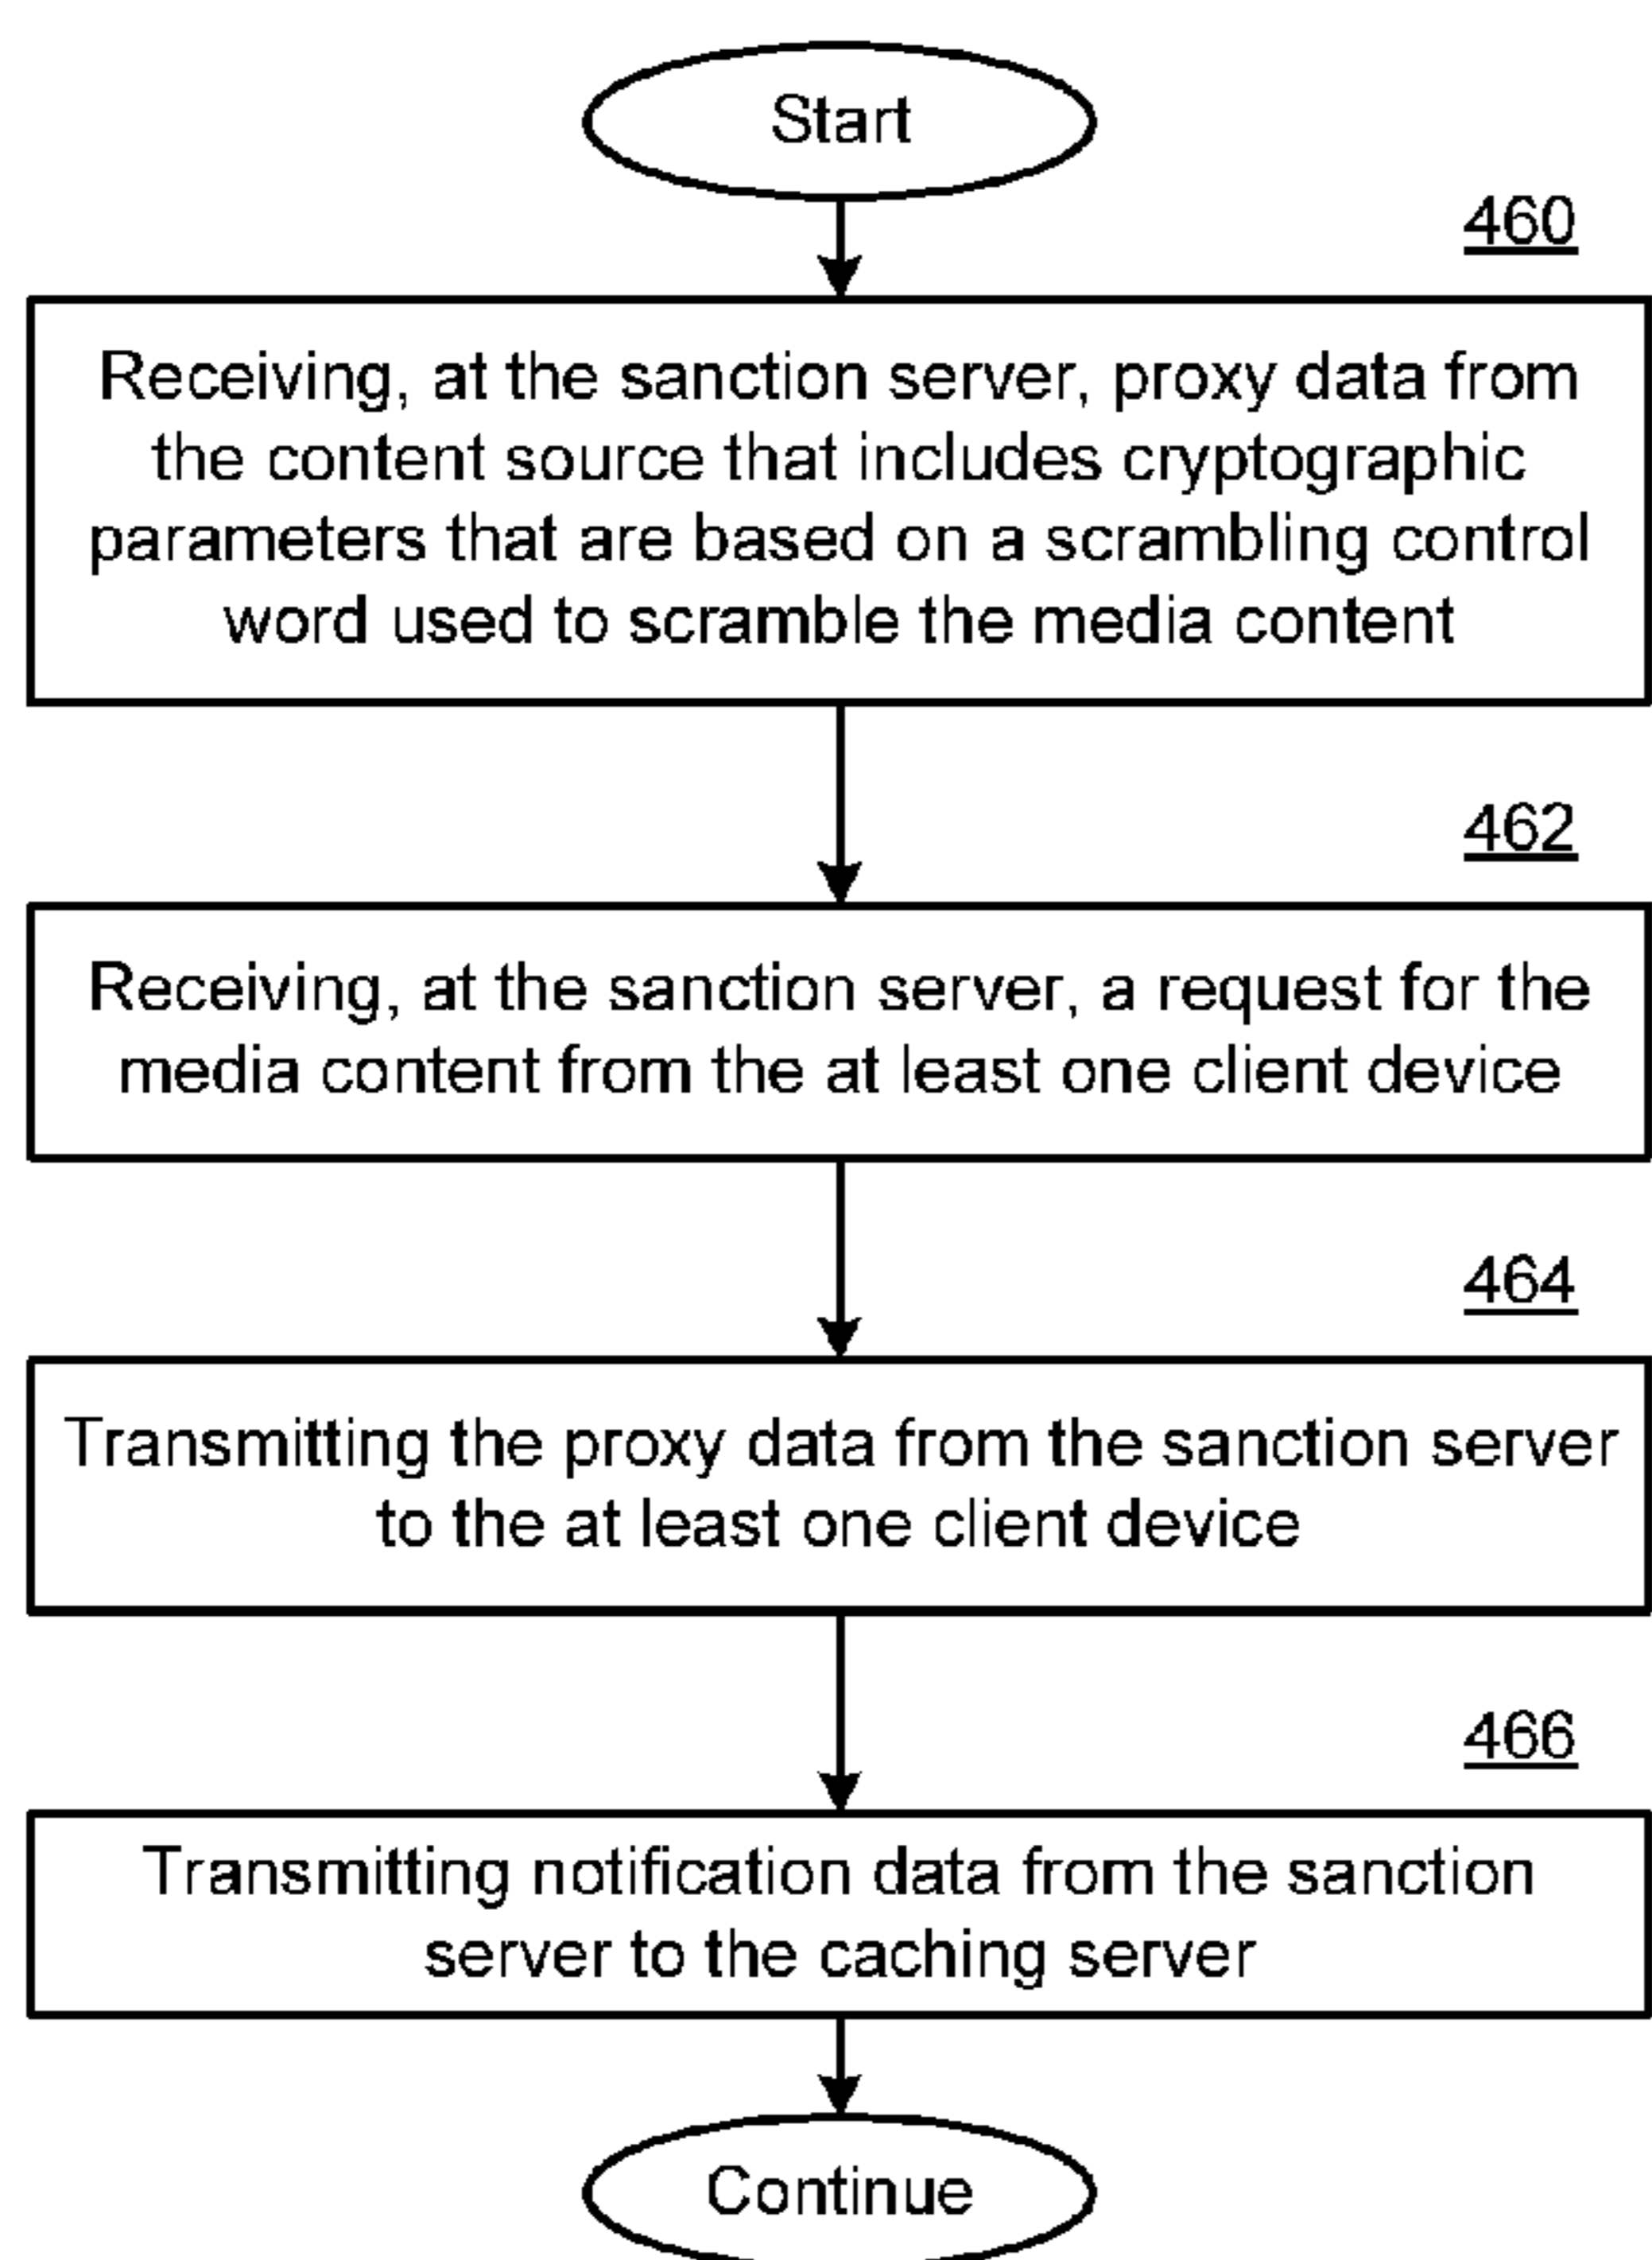 Start
460
Receiving, at the sanction server, proxy data from
the content source that includes cryptographic
parameters that are based on a scrambling control
word used to scramble the media content
462
Receiving, at the sanction server, a request for the
media content from the at least one client device
464
Transmitting the proxy data from the sanction server
to the at least one client device
466
Transmitting notification data from the sanction
server to the caching server
Continue